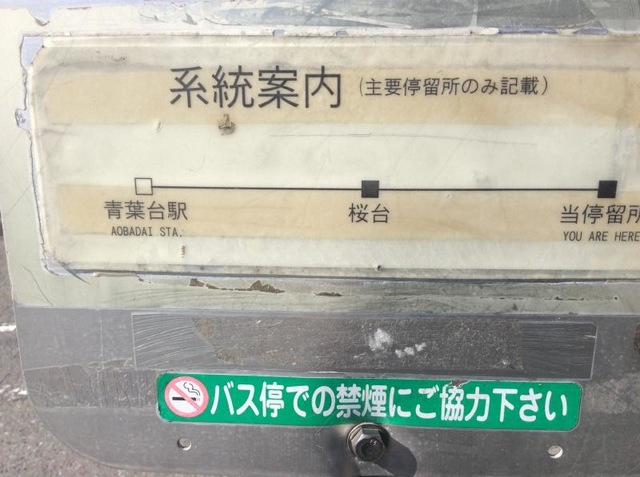 系統案内 (主要停留所のみ記載)
青葉台駅 桜台 当停留所
AOBADAI STA. YOU ARE HERE
バス停での禁煙にご協力下さい